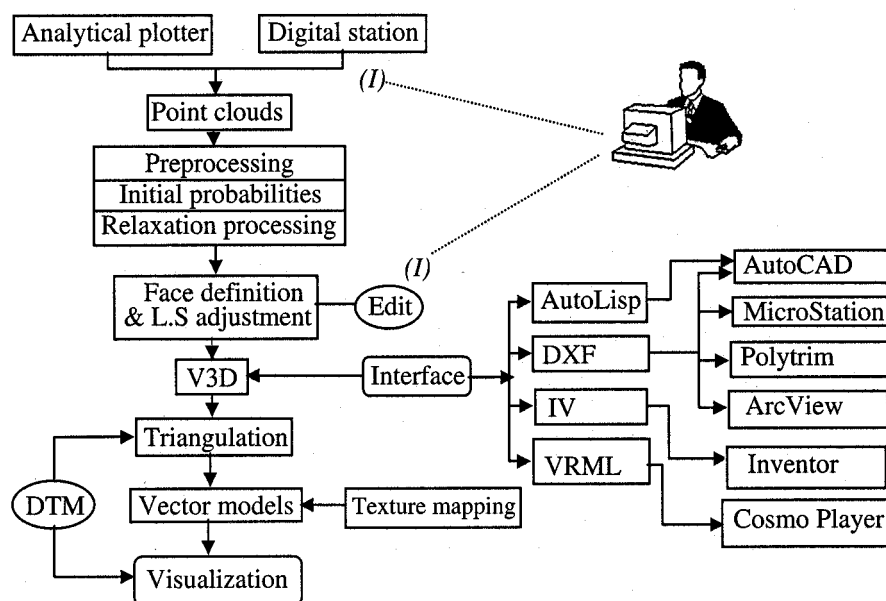 Analytical plotter
Digital station
(I)
Point clouds
Preprocessing
Initial probabilities
Relaxation processing
(I)
Face definition
& L.S adjustment
Edit
V3D
Interface
Triangulation
DTM
Vector models
Texture mapping
Visualization
AutoLisp
DXF
IV
VRML
AutoCAD
MicroStation
Polytrim
ArcView
Inventor
Cosmo Player